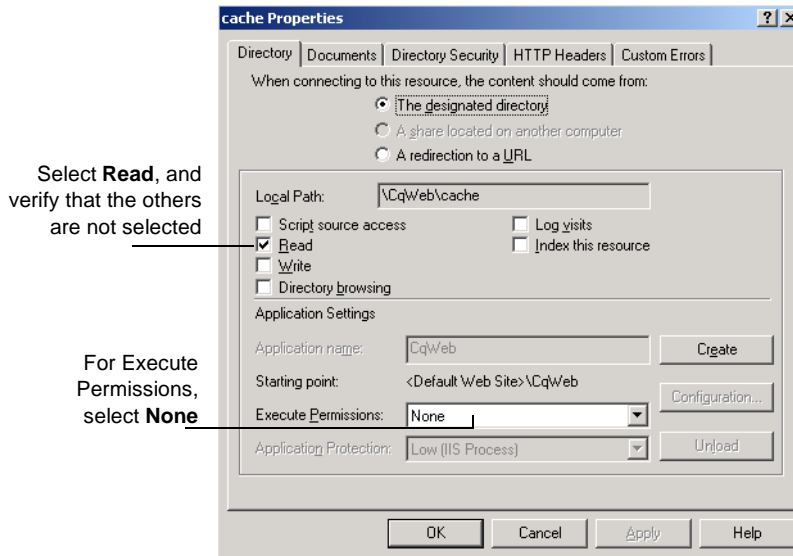 cache Properties
Directory Documents Directory Security HTTP Headers Custom Errors
When connecting to this resource, the content should come from:
The designated directory
A share located on another computer
A redirection to a URL
Select Read, and
verify that the others
are not selected
Local Path: \CqWeb\cache
Script source access
Read
Write
Directory browsing
Log visits
Index this resource
Application Settings
Application name: CqWeb Create
Starting point: <Default Web Site>\CqWeb
Configuration...
For Execute
Permissions,
select None
Execute Permissions: None
Application Protection: Low (IIS Process) Unload
OK Cancel Apply Help